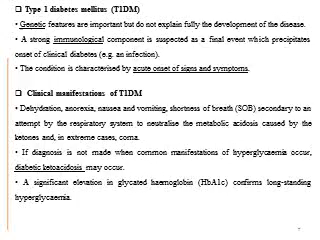 ❑ Type 1 diabetes mellitus (T1DM)
• Genetic features are important but do not explain fully the development of the disease.
• A strong immunological component is suspected as a final event which precipitates
onset of clinical diabetes (e.g. an infection).
• The condition is characterised by acute onset of signs and symptoms.
❑ Clinical manifestations of T1DM
• Dehydration, anorexia, nausea and vomiting, shortness of breath (SOB) secondary to an
attempt by the respiratory system to neutralise the metabolic acidosis caused by the
ketones and, in extreme cases, coma.
• If diagnosis is not made when common manifestations of hyperglycaemia occur,
diabetic ketoacidosis may occur.
• A significant elevation in glycated haemoglobin (HbA1c) confirms long-standing
hyperglycaemia.